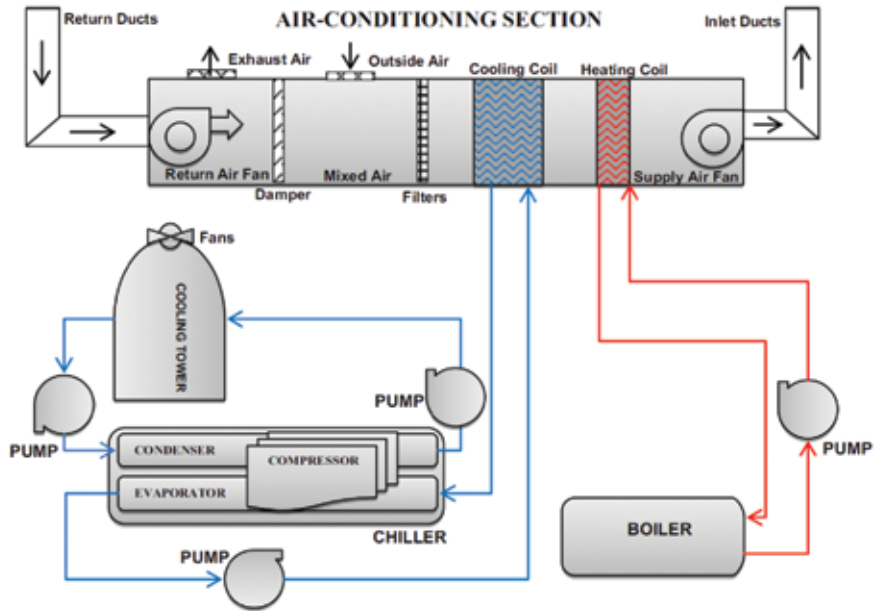 Return Ducts
AIR-CONDITIONING SECTION
Inlet Ducts
Exhaust Air
Outside Air
Cooling Coil
Heating Coil
Return Air Fan
Mixed Air
Supply Air Fan
Damper
Filters
Fans
COOLING TOWER
PUMP
PUMP
PUMP
CONDENSER
COMPRESSOR
EVAPORATOR
CHILLER
BOILER
PUMP